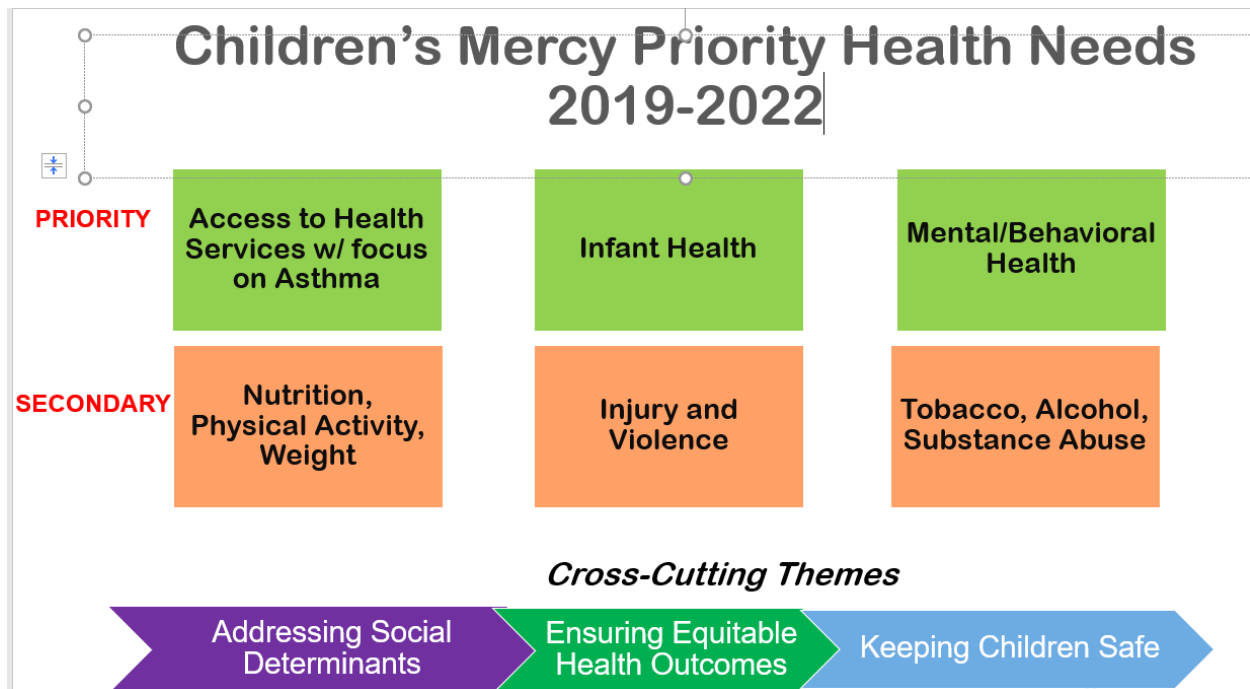 Children’s Mercy Priority Health Needs
2019-2022
PRIORITY
Access to Health
Services w/ focus
on Asthma
Infant Health
Mental/Behavioral
Health
SECONDARY
Nutrition,
Physical Activity,
Weight
Injury and
Violence
Tobacco, Alcohol,
Substance Abuse
Cross-Cutting Themes
Addressing Social
Determinants
Ensuring Equitable
Health Outcomes
Keeping Children Safe